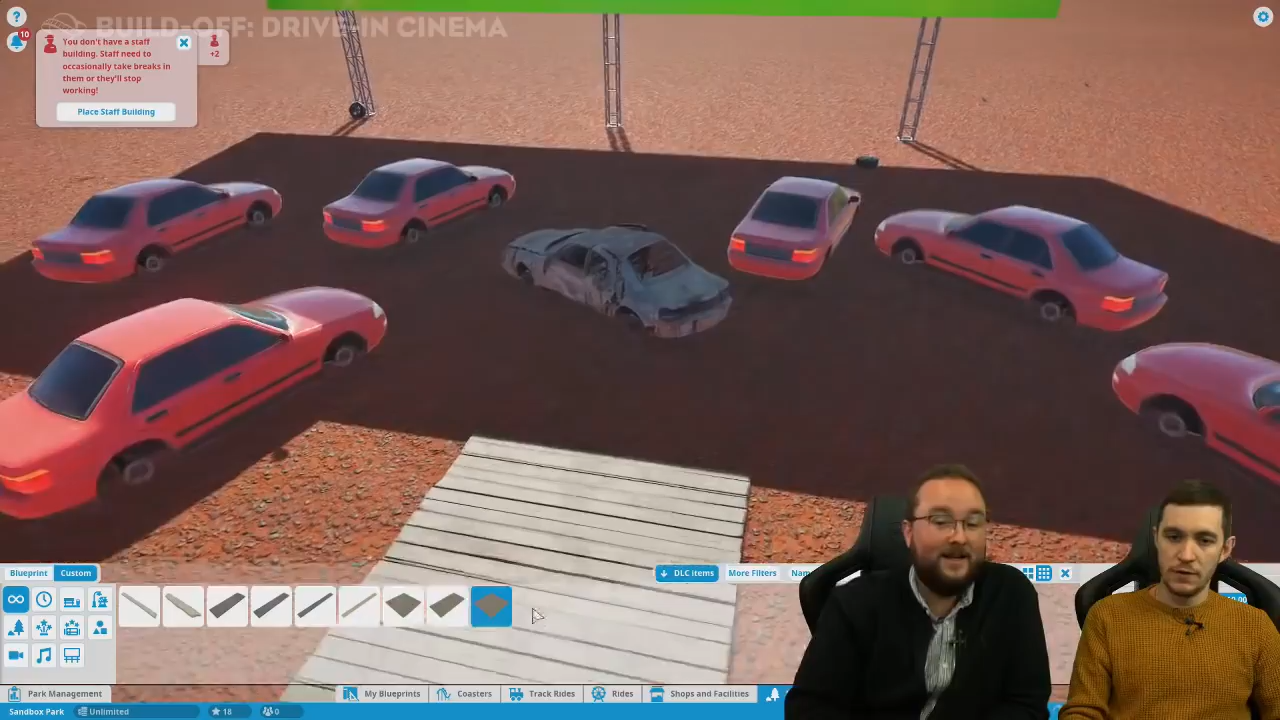 BUILD-OFF: DRIVE-IN CINEMA
10
You don't have a staff
building. Staff need to
occasionally take breaks in
them or they'll stop
working!
+2
Place Staff Building
Blueprint
Custom
DLC items
More Filters
Park Management
My Blueprints
Coasters
Track Rides
Rides
Shops and Facilities
Sandbox Park
Unlimited
18
0